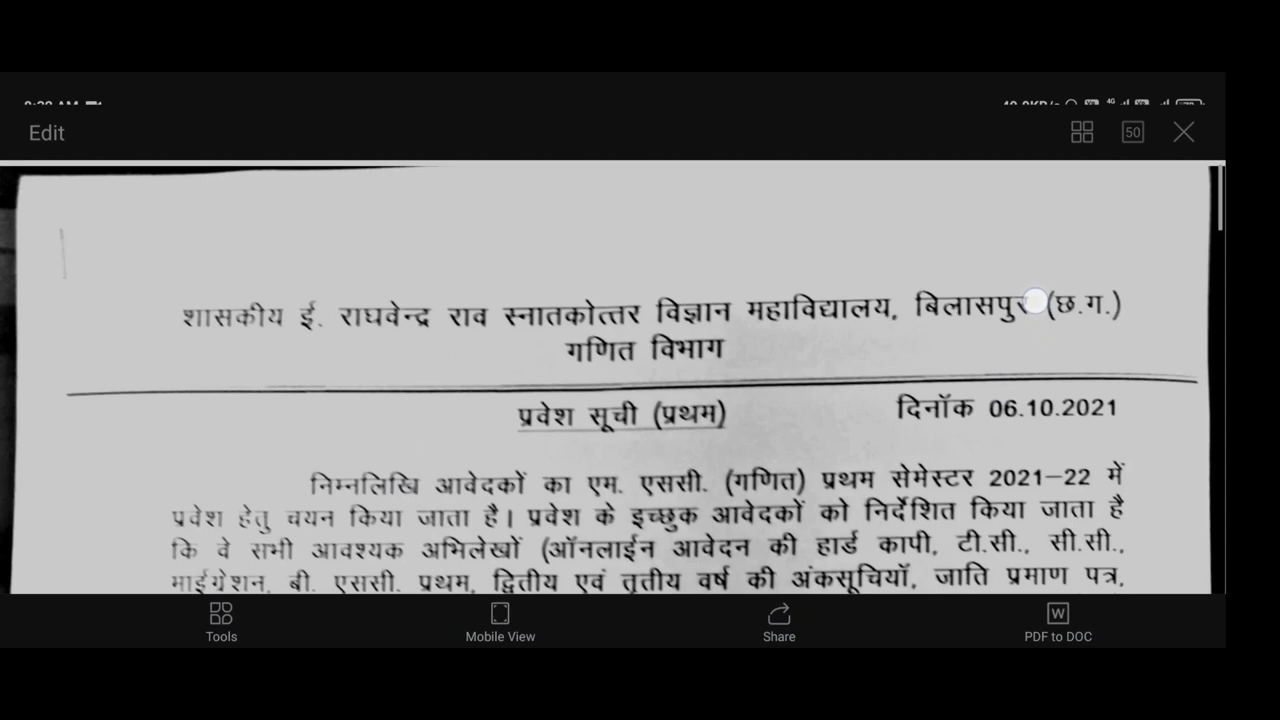 Edit
50
शासकीय ई. राघवेन्द्र राव स्नातकोत्तर विज्ञान महाविद्यालय, बिलासपुर (छ.ग.)
गणित विभाग
प्रवेश सूची (प्रथम)
दिनॉक 06.10.2021
निम्नलिखि आवेदकों का एम. एससी. (गणित) प्रथम सेमेस्टर 2021–22 में
प्रवेश हेतु चयन किया जाता है। प्रवेश के इच्छुक आवेदकों को निर्देशित किया जाता है
कि वे सभी आवश्यक अभिलेखों (ऑनलाईन आवेदन की हार्ड कापी, टी.सी., सी.सी.,
माईग्रेशन, बी. एससी. प्रथम, द्वितीय एवं तृतीय वर्ष की अंकसूचियॉ, जाति प्रमाण पत्र,
Tools
Mobile View
Share
W
PDF to DOC